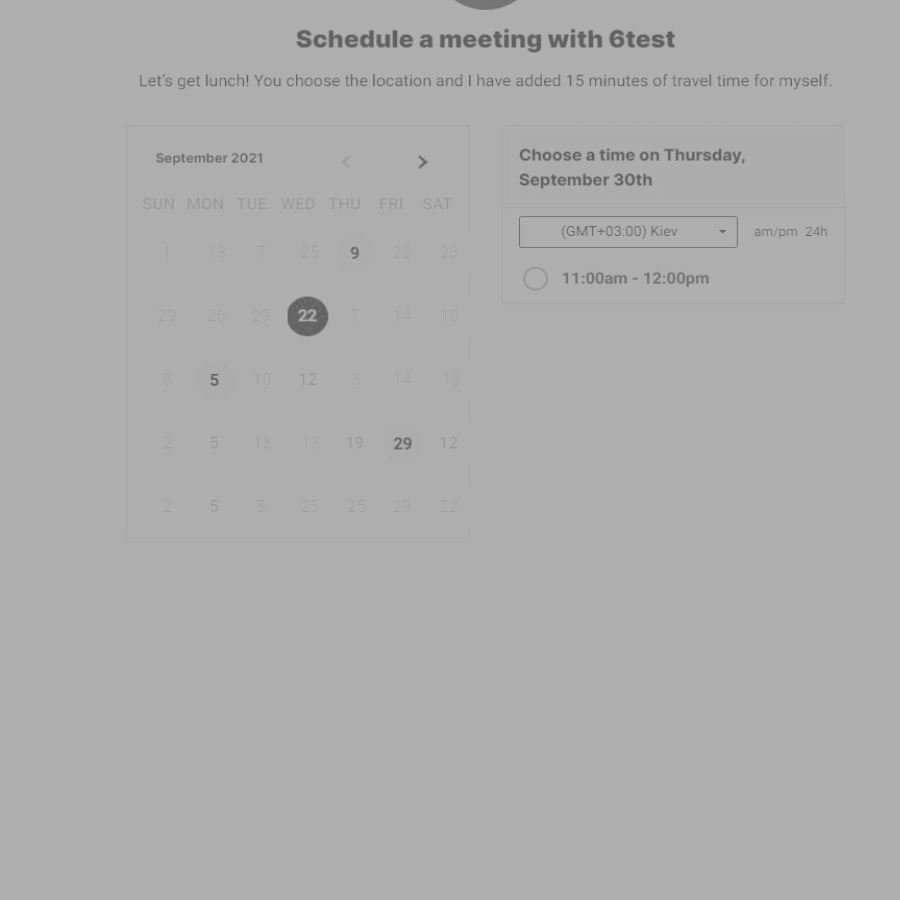 Schedule a meeting with 6test
Let's get lunch! You choose the location and I have added 15 minutes of travel time for myself.
September 2021
SUN MON TUE WED THU FRI SAT
1 13 7 25 9 22 23
29 26 29 22 7 14 10
8 5 10 12 3 14 13
2 5 18 13 19 29 12
2 5 8 25 25 29 22
Choose a time on Thursday,
September 30th
(GMT+03:00) Kiev am/pm 24h
11:00am - 12:00pm